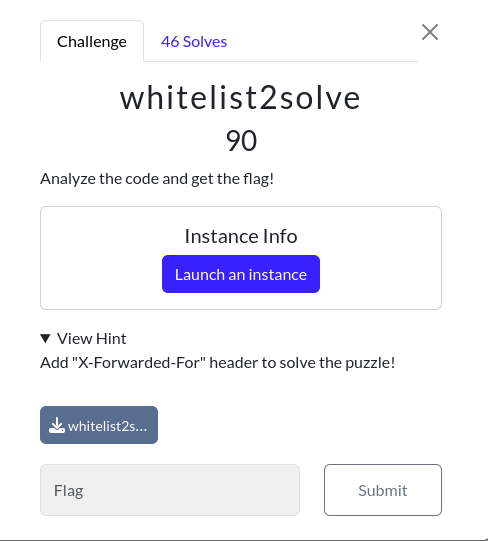 Challenge
46 Solves
whitelist2solve
90
Analyze the code and get the flag!
Instance Info
Launch an instance
View Hint
Add "X-Forwarded-For" header to solve the puzzle!
whitelist2s...
Flag
Submit